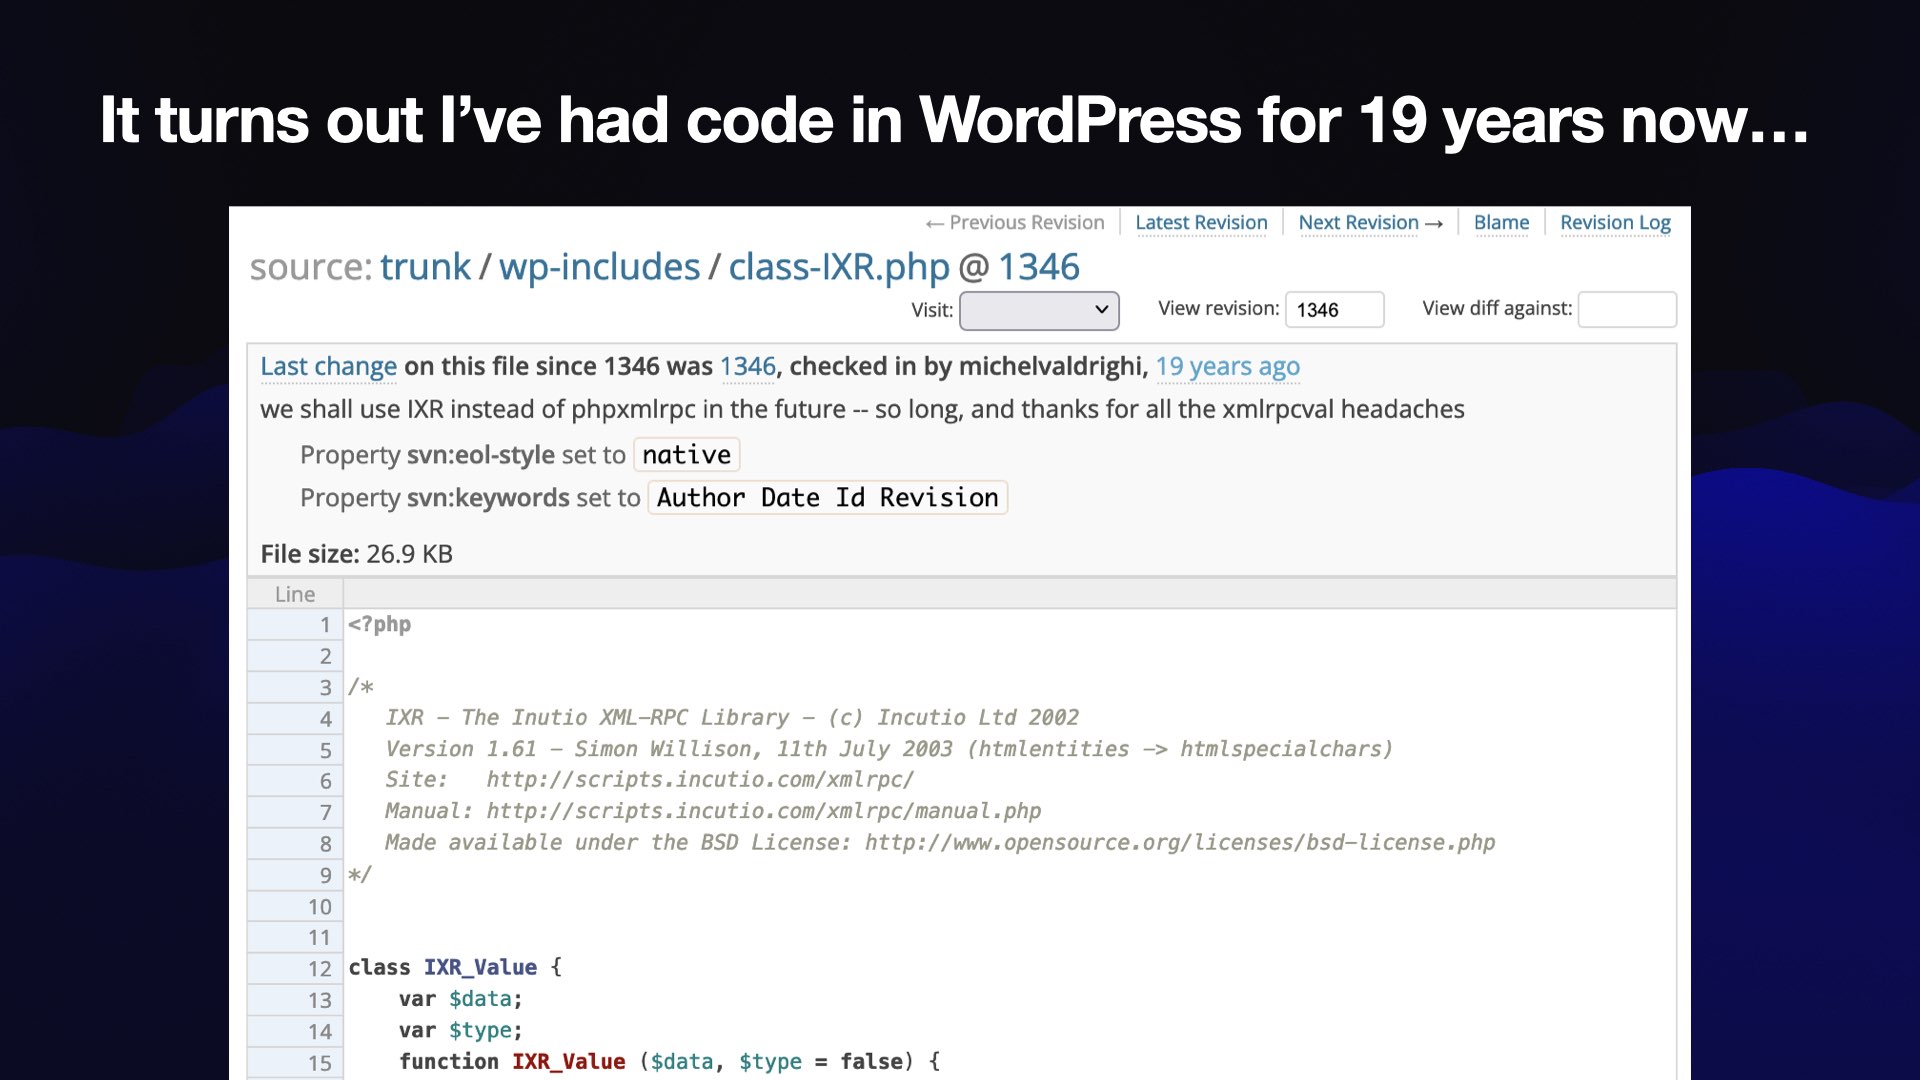 It turns out I’ve had code in WordPress for 19 years now…
← Previous Revision Latest Revision Next Revision → Blame Revision Log
source: trunk / wp-includes / class-IXR.php @ 1346
Visit: View revision: 1346 View diff against:
Last change on this file since 1346 was 1346, checked in by michelvaldrighi, 19 years ago
we shall use IXR instead of phpxmlrpc in the future -- so long, and thanks for all the xmlrpcval headaches
Property svn:eol-style set to native
Property svn:keywords set to Author Date Id Revision
File size: 26.9 KB
Line
1 <?php
2
3 /*
4 IXR - The Inutio XML-RPC Library - (c) Incutio Ltd 2002
5 Version 1.61 - Simon Willison, 11th July 2003 (htmlentities -> htmlspecialchars)
6 Site: http://scripts.incutio.com/xmlrpc/
7 Manual: http://scripts.incutio.com/xmlrpc/manual.php
8 Made available under the BSD License: http://www.opensource.org/licenses/bsd-license.php
9 */
10
11
12 class IXR_Value {
13 var $data;
14 var $type;
15 function IXR_Value ($data, $type = false) {